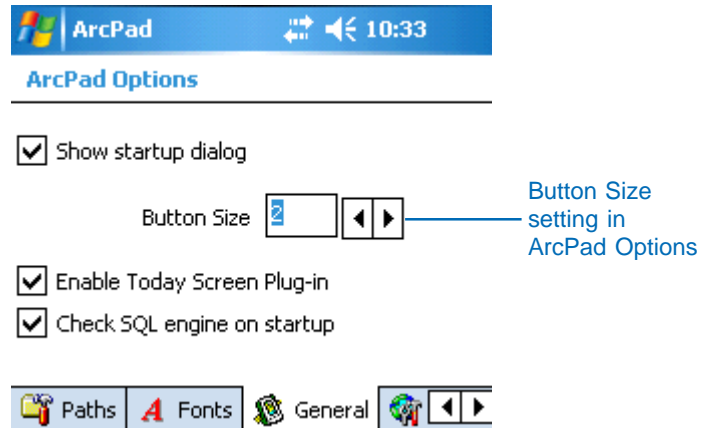 ArcPad 10:33
ArcPad Options
Show startup dialog
Button Size 2
Button Size
setting in
ArcPad Options
Enable Today Screen Plug-in
Check SQL engine on startup
Paths Fonts General